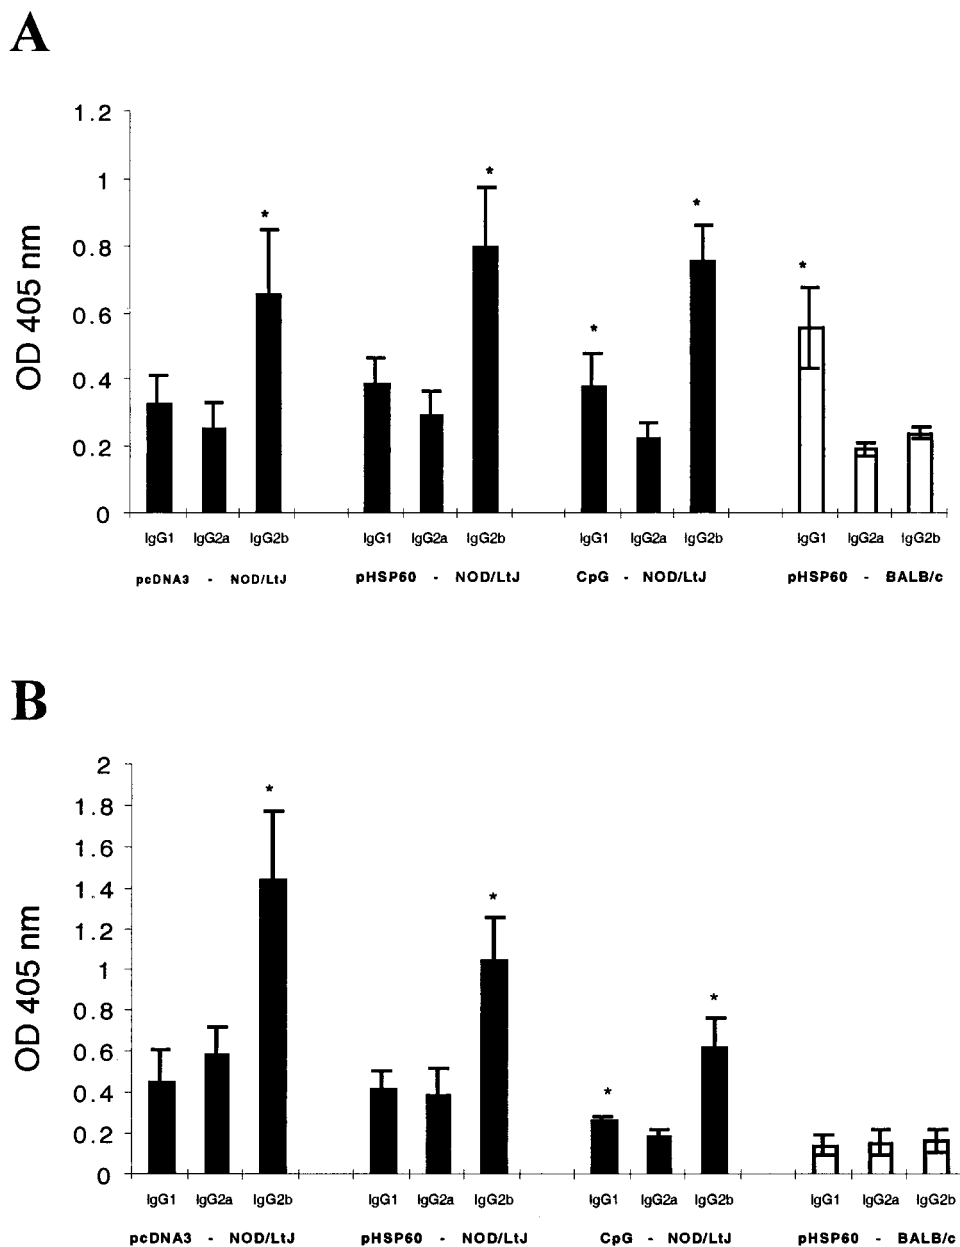 A
1.2
1
0.8
0.6
0.4
0.2
0
OD 405 nm
* * * * *
IgG1 IgG2a IgG2b IgG1 IgG2a IgG2b IgG1 IgG2a IgG2b IgG1 IgG2a IgG2b
pcDNA3 - NOD/LtJ pHSP60 - NOD/LtJ CpG - NOD/LtJ pHSP60 - BALB/c
B
2
1.8
1.6
1.4
1.2
1
0.8
0.6
0.4
0.2
0
OD 405 nm
* * * *
IgG1 IgG2a IgG2b IgG1 IgG2a IgG2b IgG1 IgG2a IgG2b IgG1 IgG2a IgG2b
pcDNA3 - NOD/LtJ pHSP60 - NOD/LtJ CpG - NOD/LtJ pHSP60 - BALB/c